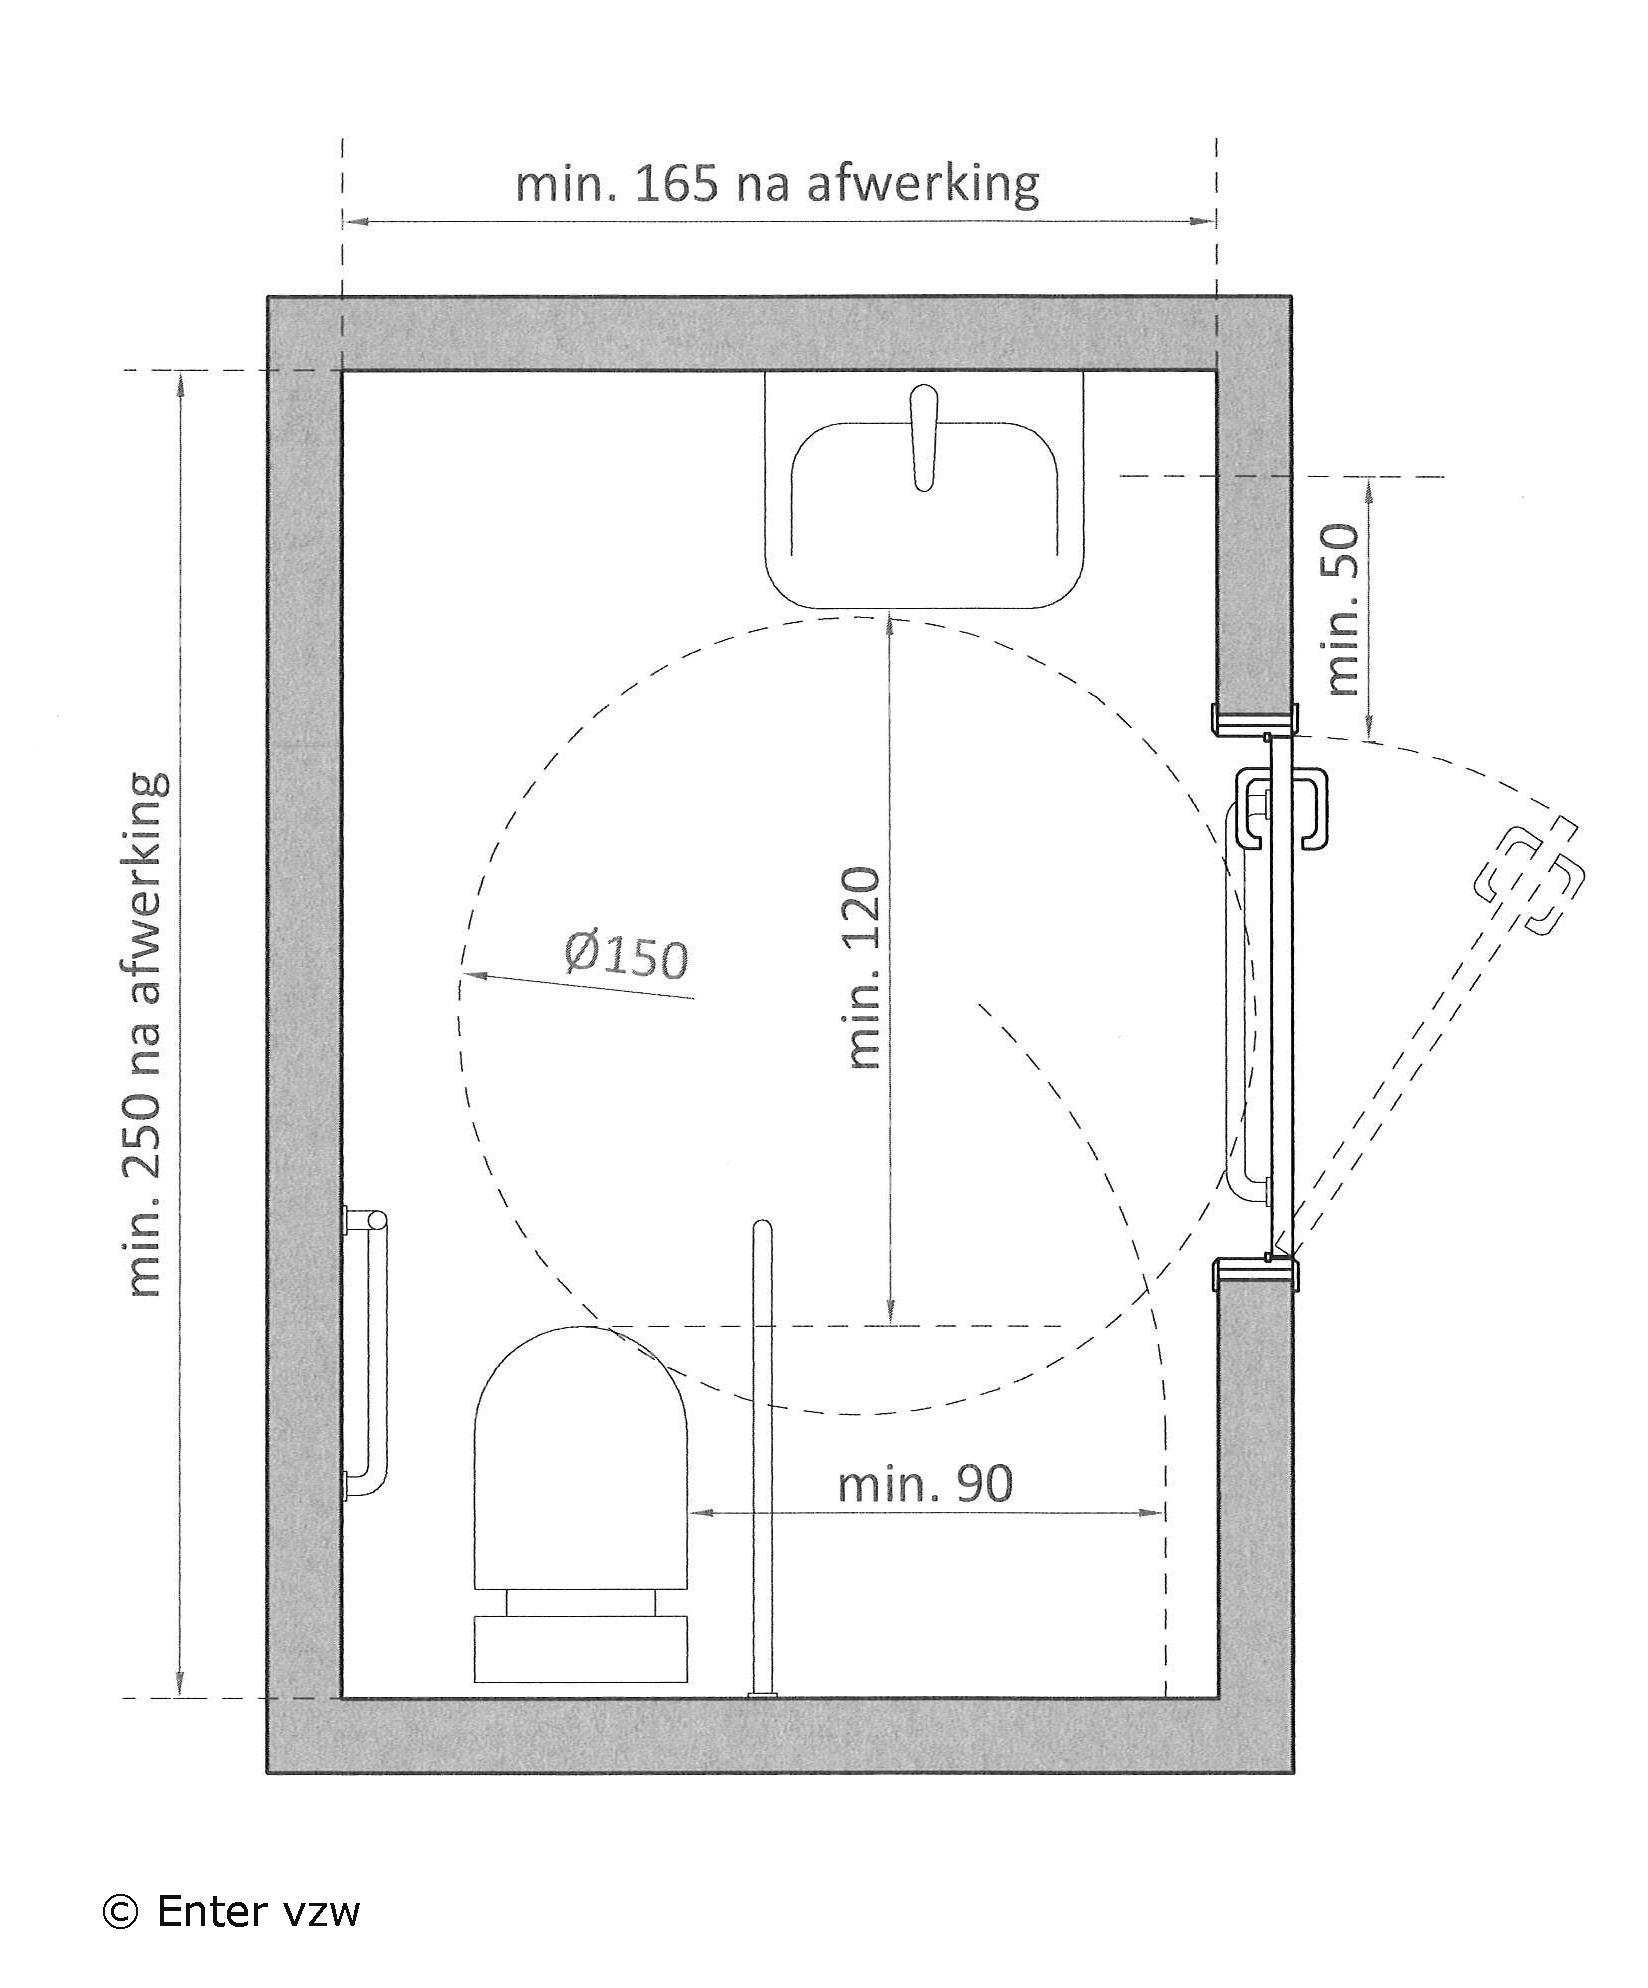 min. 165 na afwerking
min. 50
min. 250 na afwerking
min. 120
Ø150
min. 90
© Enter vzw